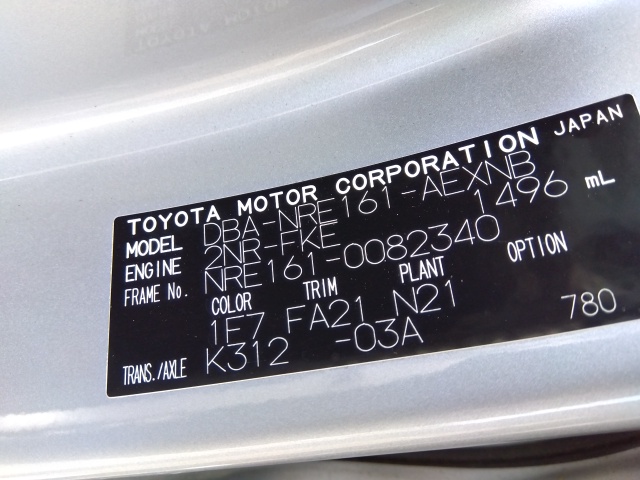 TOYOTA MOTOR CORPORATION JAPAN
MODEL DBA-NRE161-AEXNB
ENGINE 2NR-FKE 1496 mL
FRAME No. NRE161-0082340
COLOR TRIM PLANT OPTION
1E7 FA21 N21
TRANS./AXLE K312 -03A 780